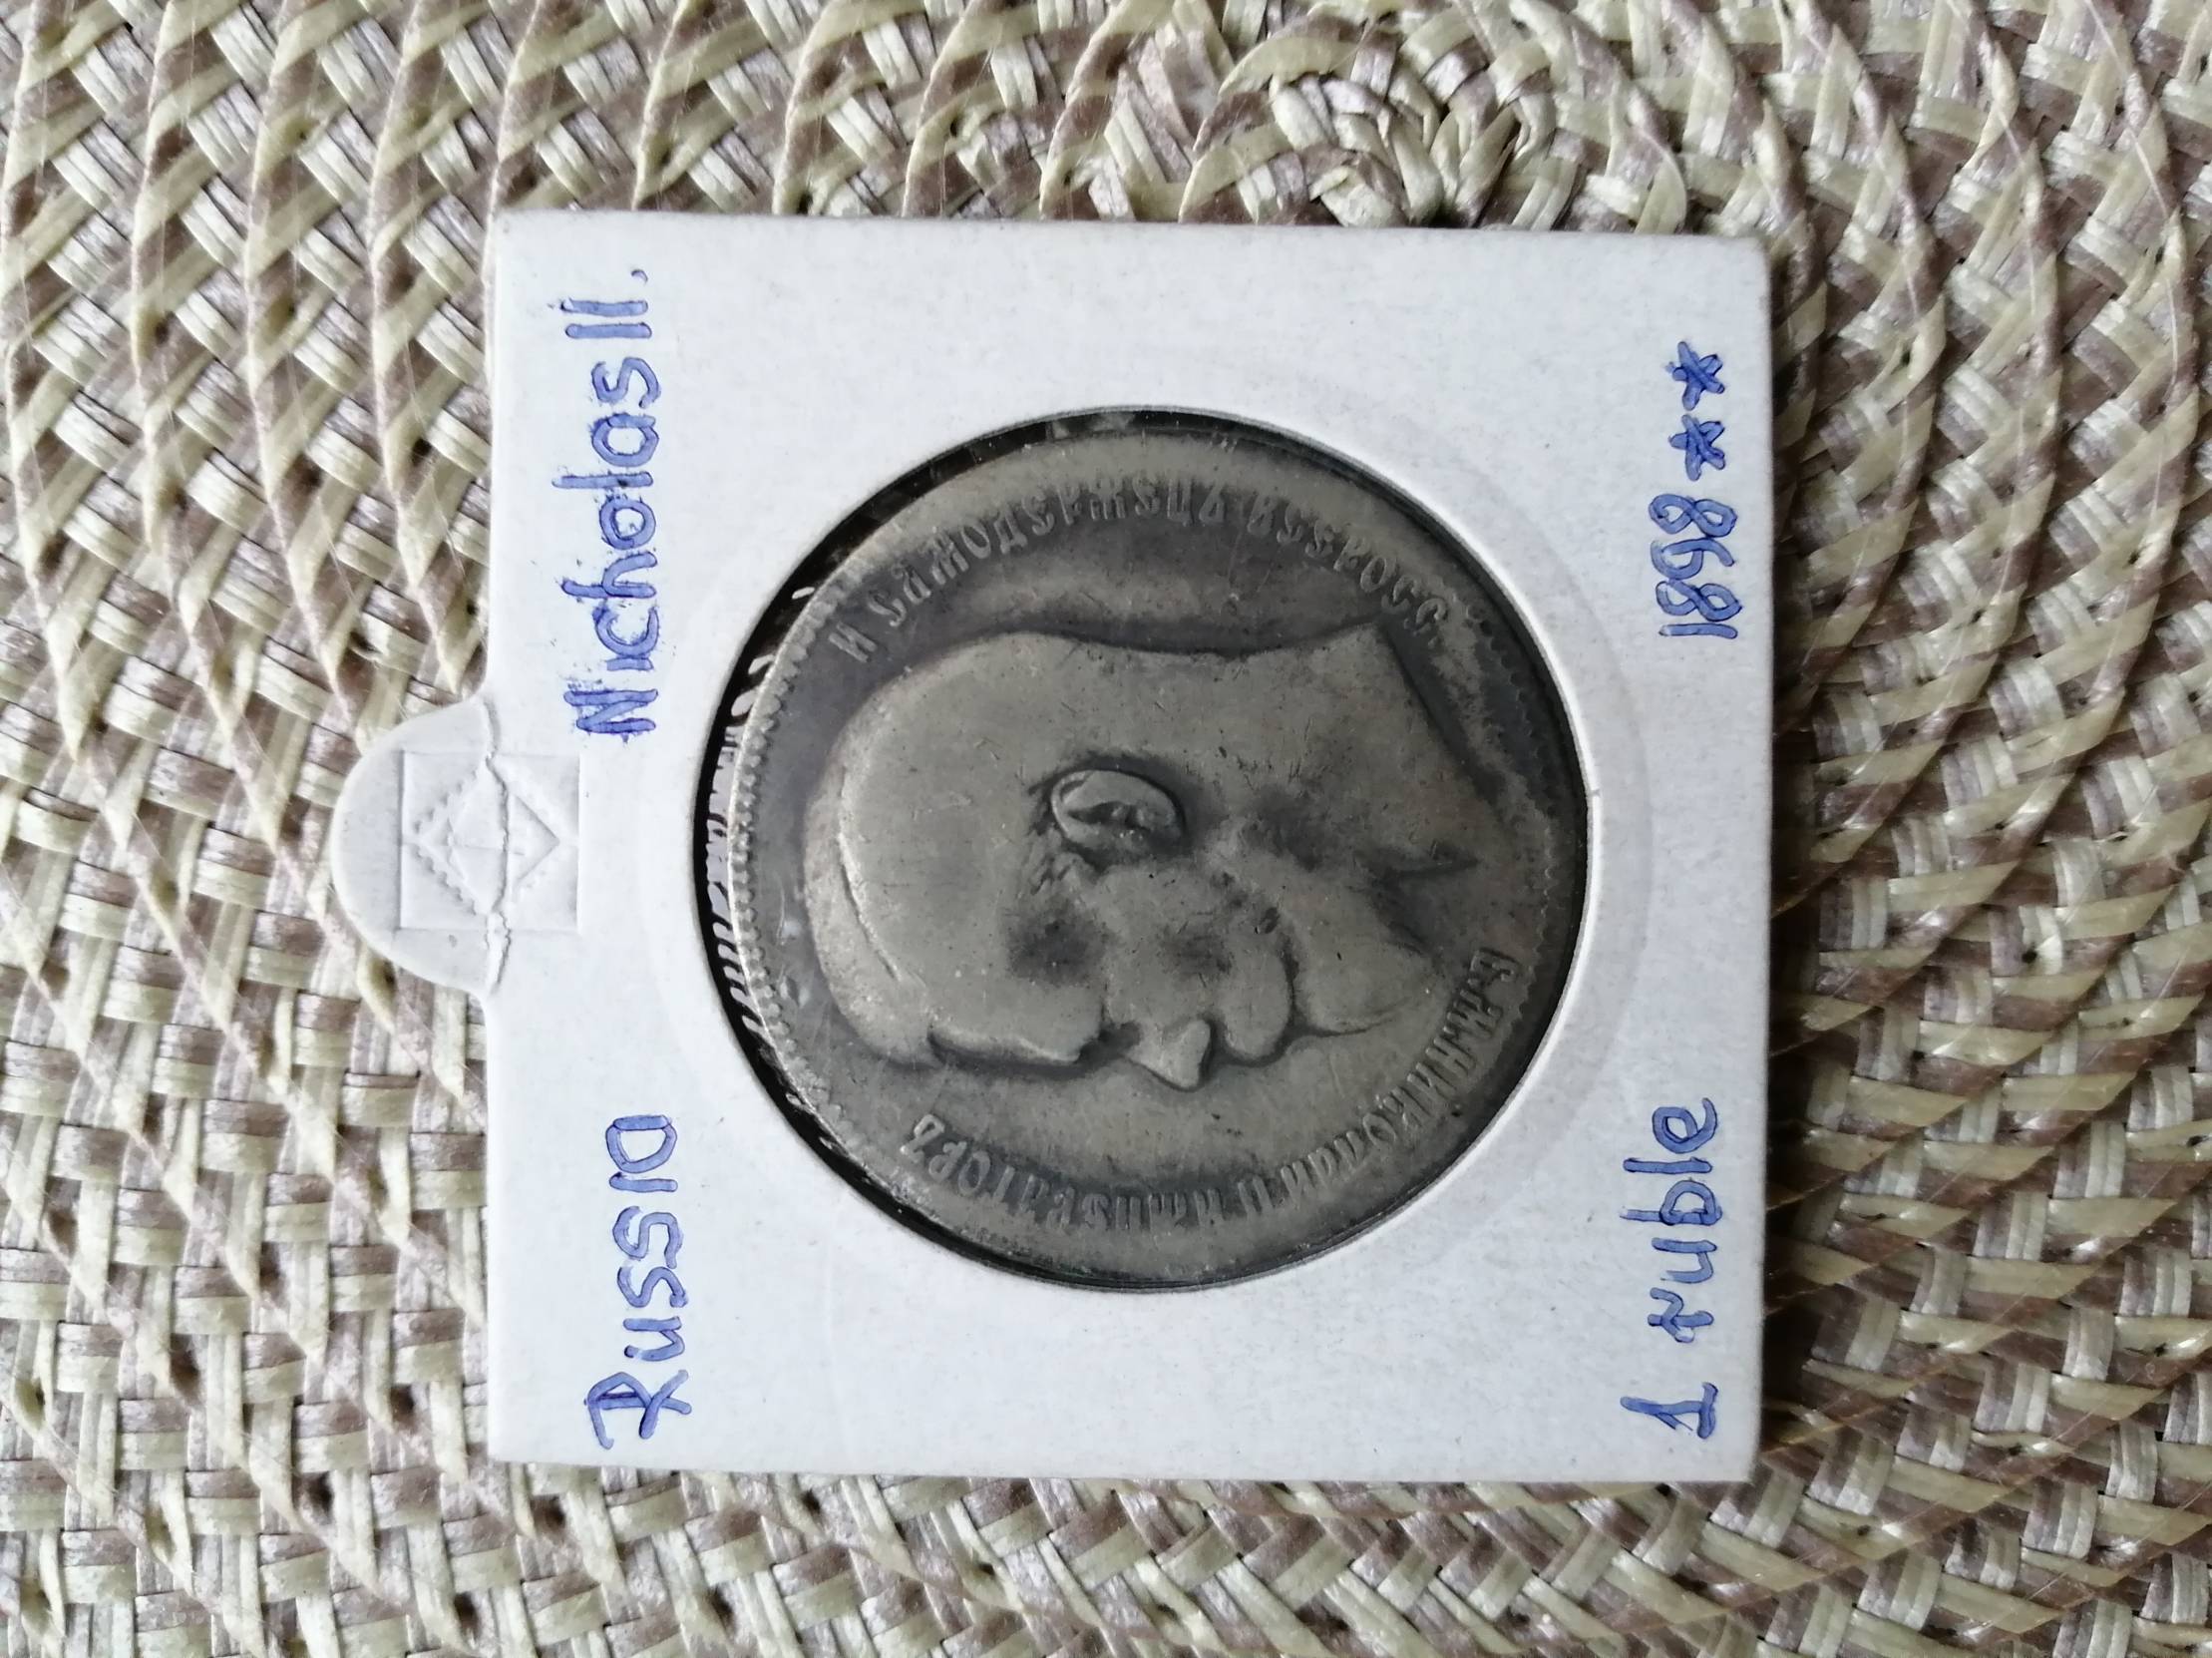 Russia Nicholas II.
Б.М.НИКОЛАЙ II ИМПЕРАТОРЪ
И САМОДЕРЖЕЦЪ ВСЕРОСС.
1 ruble 1898**